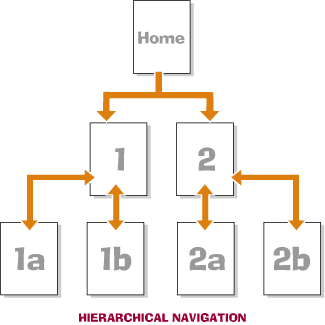 Home
1 2
1a 1b 2a 2b
HIERARCHICAL NAVIGATION